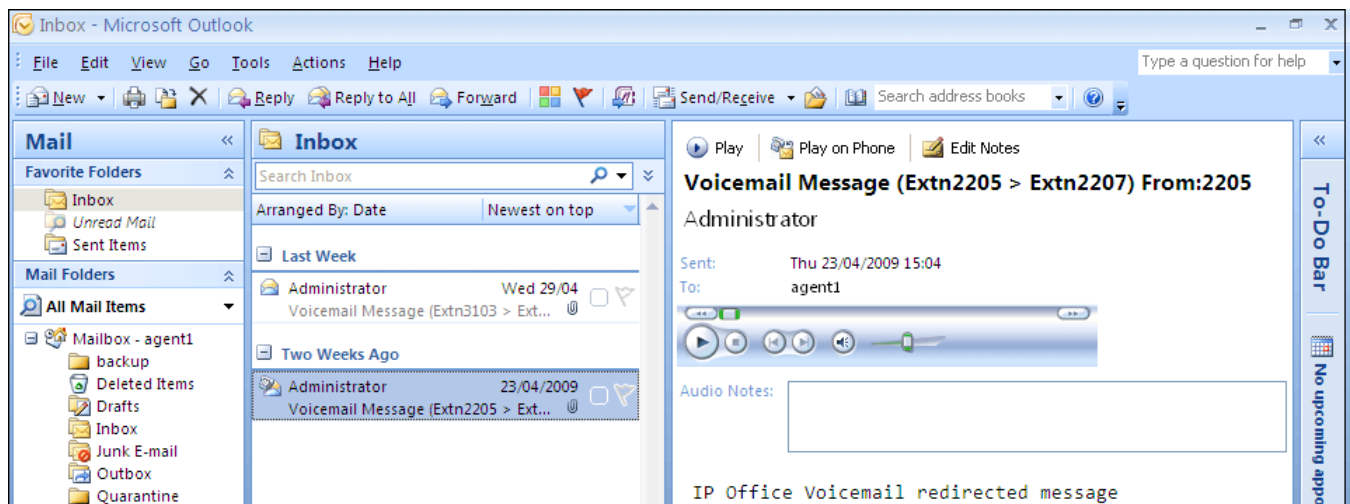 Inbox - Microsoft Outlook
File Edit View Go Tools Actions Help
Type a question for help
New Reply Reply to All Forward Send/Receive Search address books
Mail
Favorite Folders
Inbox
Unread Mail
Sent Items
Mail Folders
All Mail Items
Mailbox - agent1
backup
Deleted Items
Drafts
Inbox
Junk E-mail
Outbox
Quarantine
Inbox
Search Inbox
Arranged By: Date Newest on top
Last Week
Administrator Wed 29/04
Voicemail Message (Extn3103 > Ext...
Two Weeks Ago
Administrator 23/04/2009
Voicemail Message (Extn2205 > Ext...
Play Play on Phone Edit Notes
Voicemail Message (Extn2205 > Extn2207) From:2205
Administrator
Sent: Thu 23/04/2009 15:04
To: agent1
Audio Notes:
IP Office Voicemail redirected message
To-Do Bar
No upcoming appo